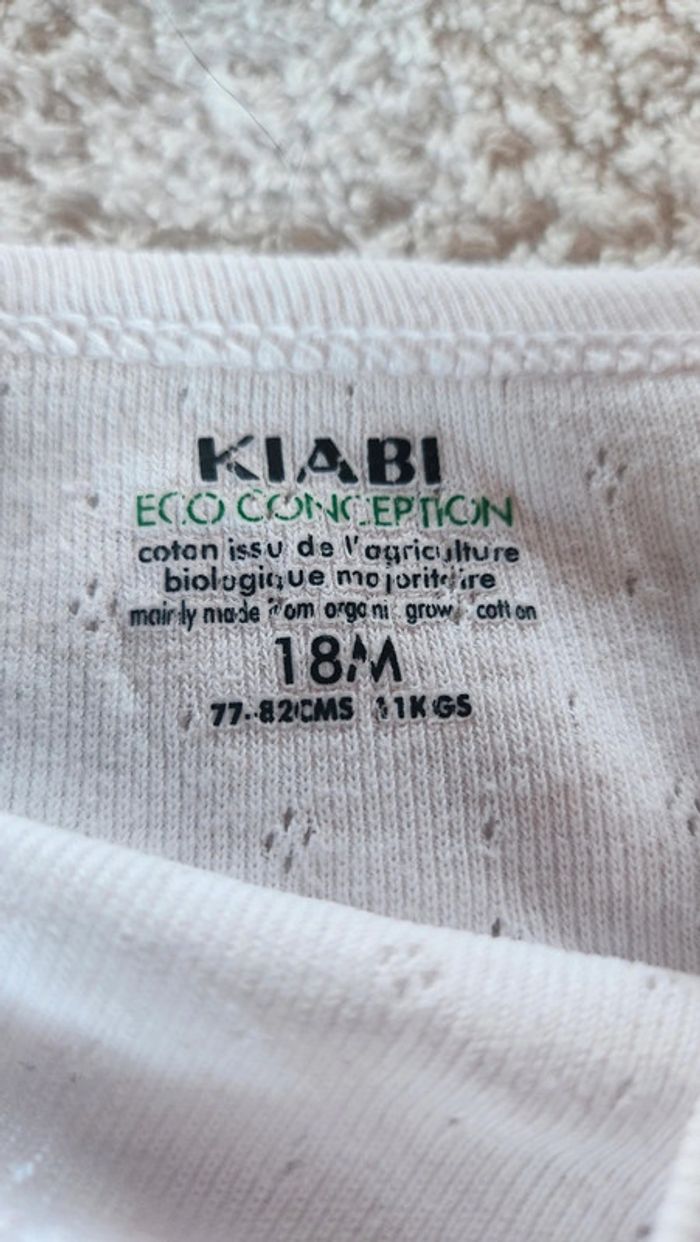 KIABI
ECO CONCEPTION
coton issu de l'agriculture
biologique majoritaire
mainly made from organic grown cotton
18M
77-82CMS 11KGS